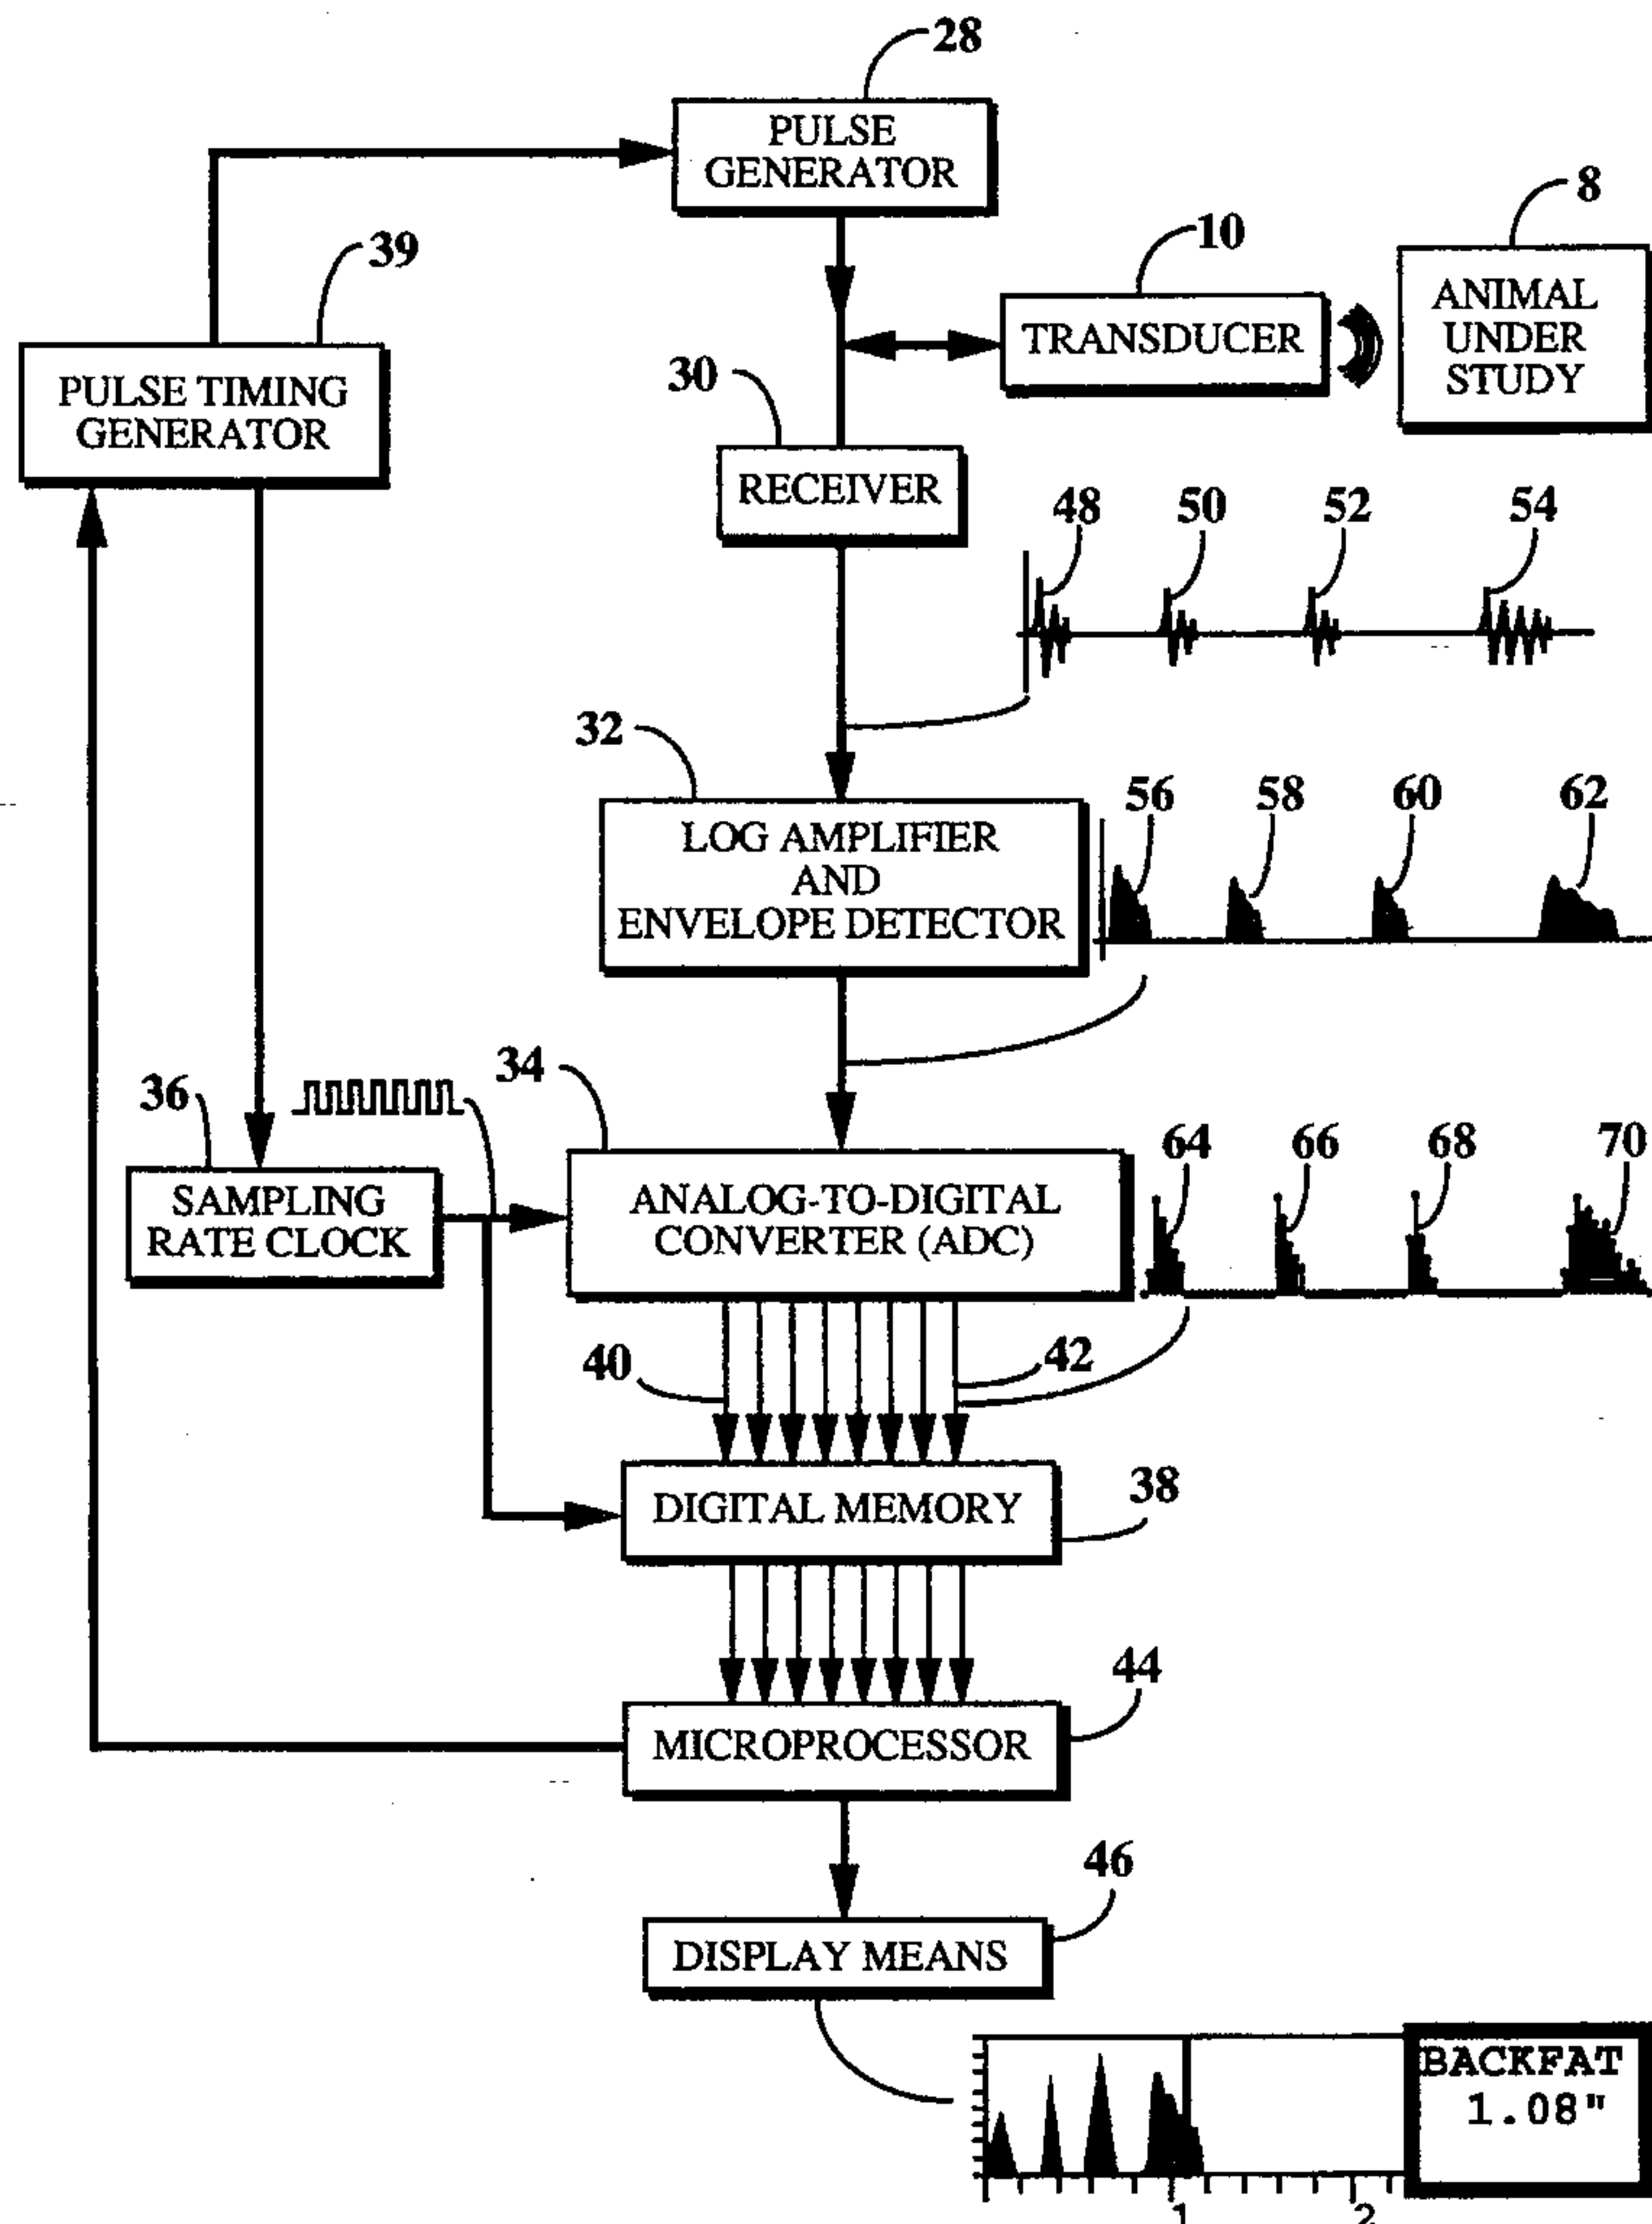 28
PULSE
GENERATOR
8
10
39
ANIMAL
UNDER
STUDY
TRANSDUCER
30
PULSE TIMING
GENERATOR
RECEIVER
48 50 52 54
32
56 58 60 62
LOG AMPLIFIER
AND
ENVELOPE DETECTOR
34
36
64 66 68 70
SAMPLING
RATE CLOCK
ANALOG-TO-DIGITAL
CONVERTER (ADC)
40
42
38
DIGITAL MEMORY
44
MICROPROCESSOR
46
DISPLAY MEANS
BACKFAT
1.08"
1 2